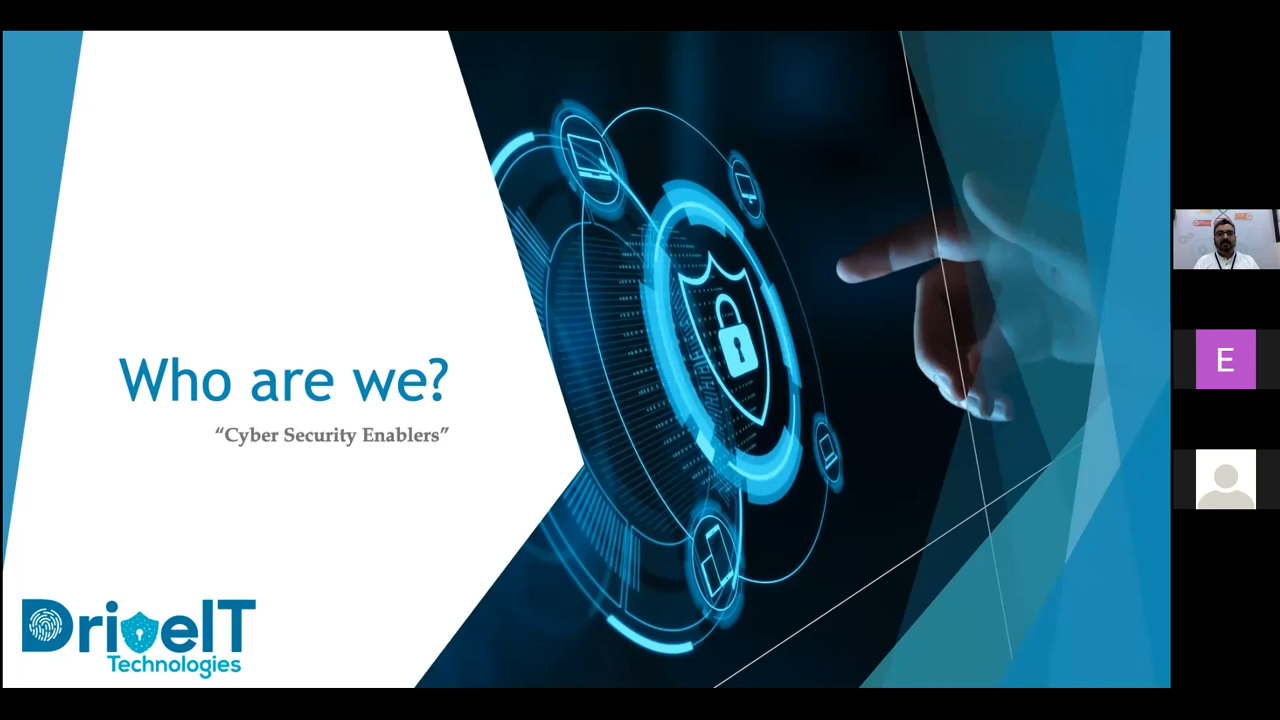 Who are we?
“Cyber Security Enablers”
DriveIT
Technologies
E